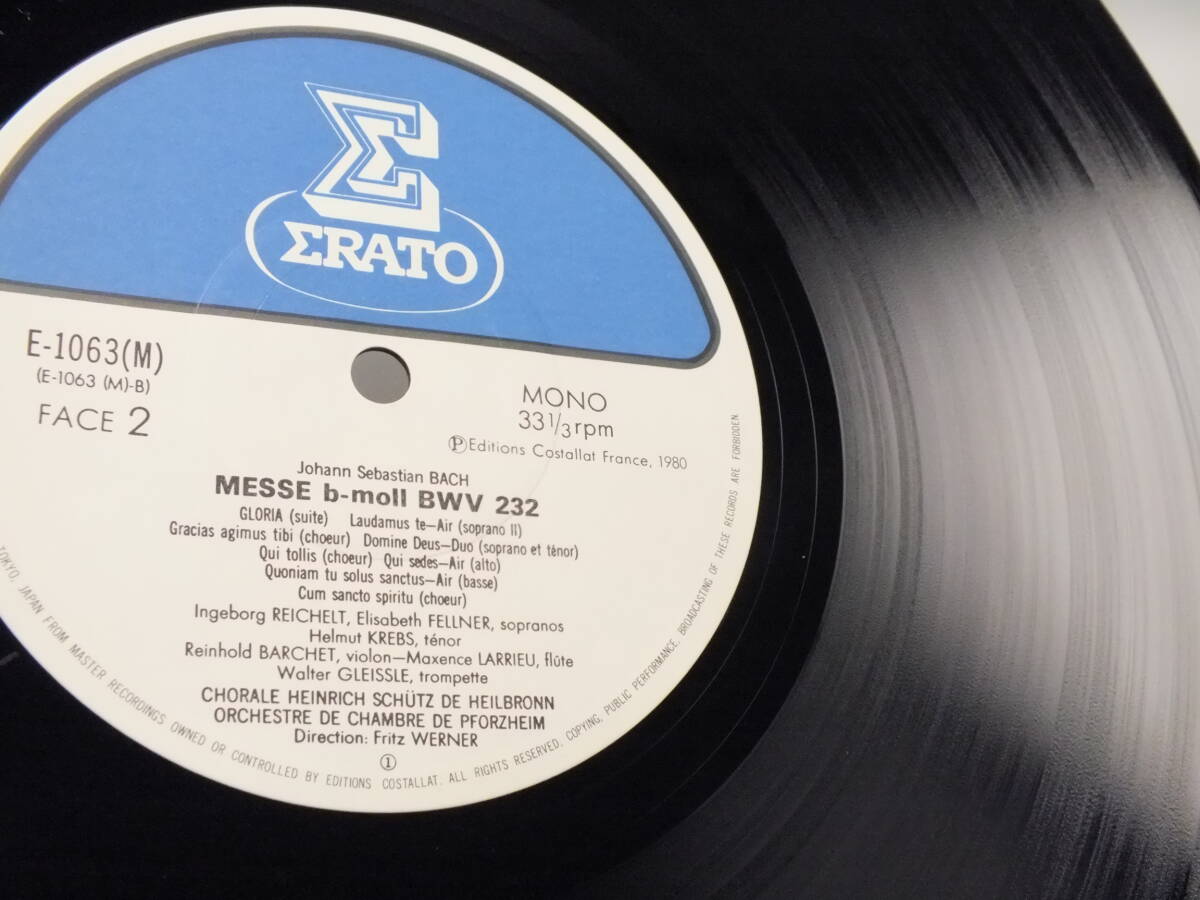 Σ
ΣRATO
E-1063(M)
(E-1063 (M)-B)
FACE 2
MONO
33 1/3 rpm
Ⓟ Editions Costallat France, 1980
Johann Sebastian BACH
MESSE b-moll BWV 232
GLORIA (suite) Laudamus te—Air (soprano II)
Gracias agimus tibi (choeur) Domine Deus—Duo (soprano et ténor)
Qui tollis (choeur) Qui sedes—Air (alto)
Quoniam tu solus sanctus—Air (basse)
Cum sancto spiritu (choeur)
Ingeborg REICHELT, Elisabeth FELLNER, sopranos
Helmut KREBS, ténor
Reinhold BARCHET, violon—Maxence LARRIEU, flûte
Walter GLEISSLE, trompette
CHORALE HEINRICH SCHÜTZ DE HEILBRONN
ORCHESTRE DE CHAMBRE DE PFORZHEIM
Direction: Fritz WERNER
①
TOKYO, JAPAN FROM MASTER RECORDINGS OWNED OR CONTROLLED BY EDITIONS COSTALLAT. ALL RIGHTS RESERVED, COPYING, PUBLIC PERFORMANCE, BROADCASTING OF THESE RECORDS ARE FORBIDDEN